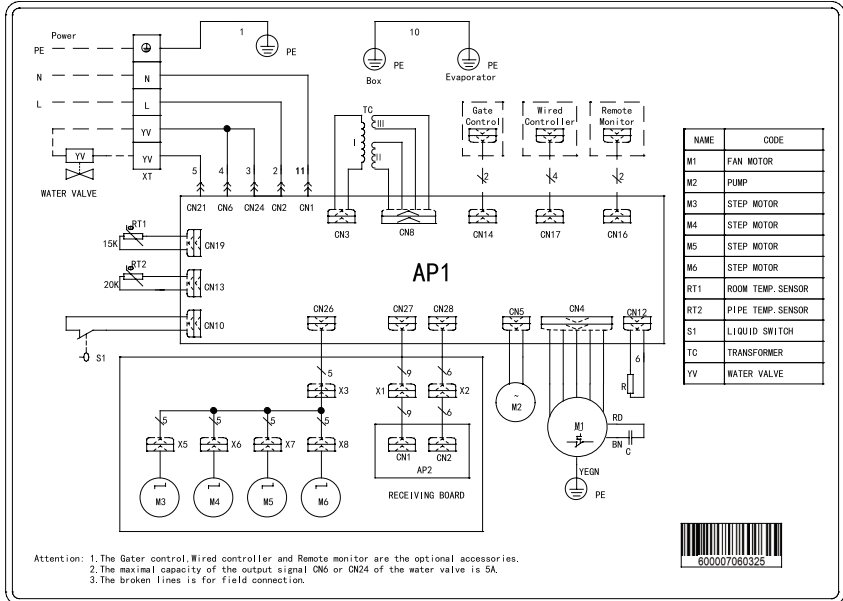 Power
PE
N
L
1
PE
10
Box
PE
Evaporator
PE
N
L
YV
YV
XT
YV
WATER VALVE
TC
I
III
II
Gate Control
Wired Controller
Remote Monitor
5
4
3
2
11
2
4
2
CN21
CN6
CN24
CN2
CN1
CN3
CN8
CN14
CN17
CN16
RT1
15K
CN19
RT2
20K
CN13
CN10
S1
AP1
CN26
CN27
CN28
CN5
CN4
CN12
5
9
6
6
X3
X1
X2
R
~
M2
9
6
5
5
5
5
X5
X6
X7
X8
CN1
CN2
AP2
M1
RD
BN
C
YEGN
PE
M3
M4
M5
M6
RECEIVING BOARD
NAME CODE
M1 FAN MOTOR
M2 PUMP
M3 STEP MOTOR
M4 STEP MOTOR
M5 STEP MOTOR
M6 STEP MOTOR
RT1 ROOM TEMP.SENSOR
RT2 PIPE TEMP.SENSOR
S1 LIQUID SWITCH
TC TRANSFORMER
YV WATER VALVE
Attention: 1.The Gater control,Wired controller and Remote monitor are the optional accessories.
2.The maximal capacity of the output signal CN6 or CN24 of the water valve is 5A.
3.The broken lines is for field connection.
600007060325